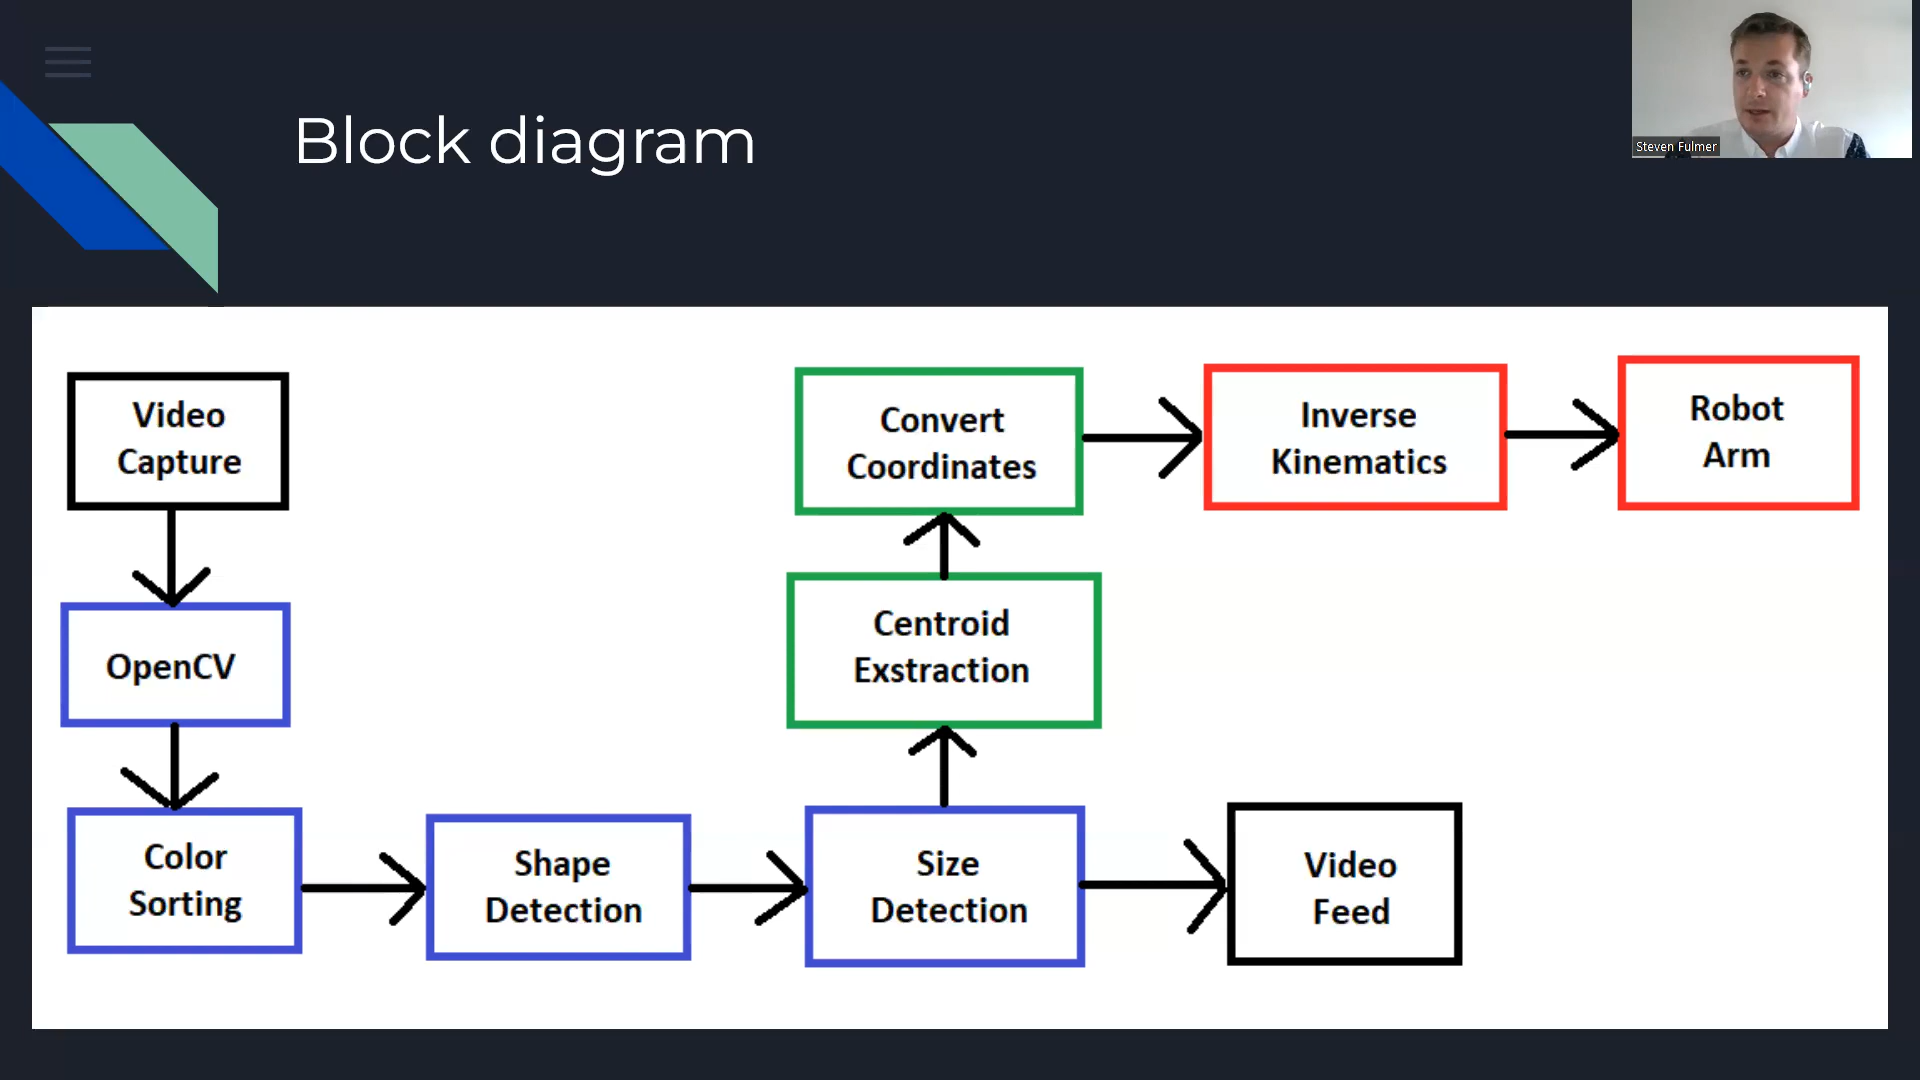 Block diagram
Steven Fulmer
Video
Capture
Convert
Coordinates
Inverse
Kinematics
Robot
Arm
OpenCV
Centroid
Exstraction
Color
Sorting
Shape
Detection
Size
Detection
Video
Feed